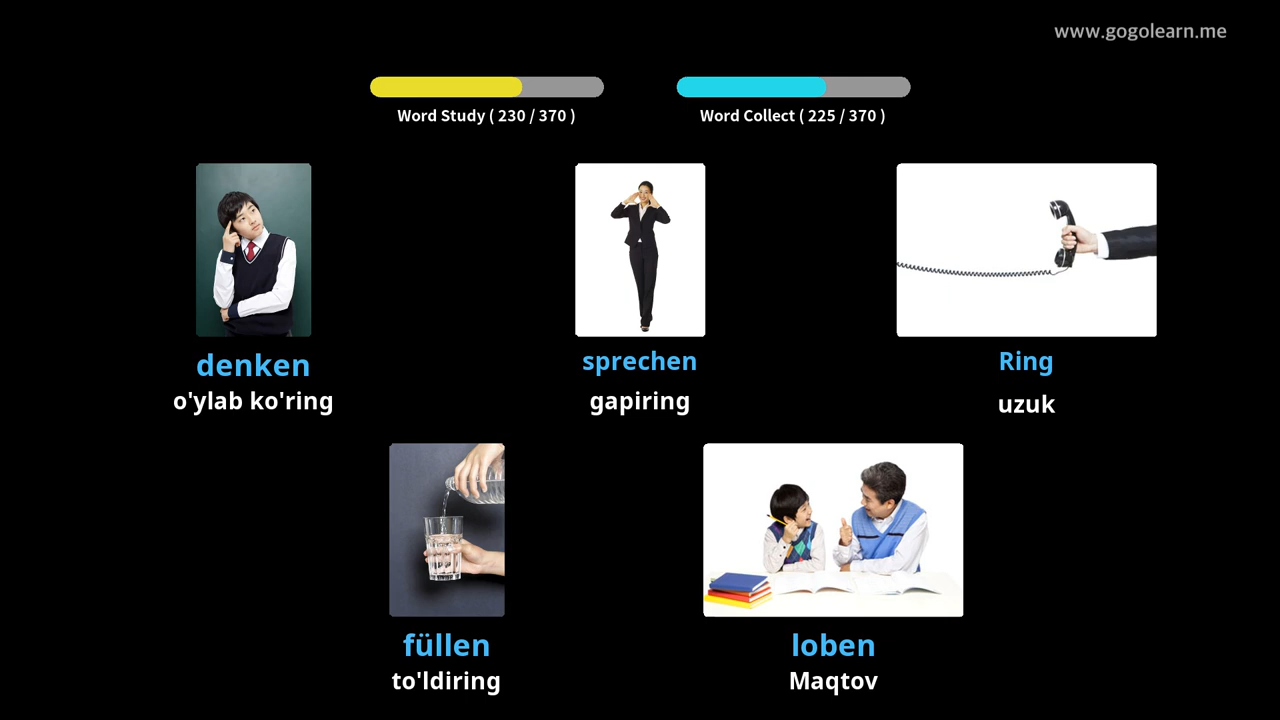 www.gogolearn.me
Word Study ( 230 / 370 )
Word Collect ( 225 / 370 )
denken
o'ylab ko'ring
sprechen
gapiring
Ring
uzuk
füllen
to'ldiring
loben
Maqtov